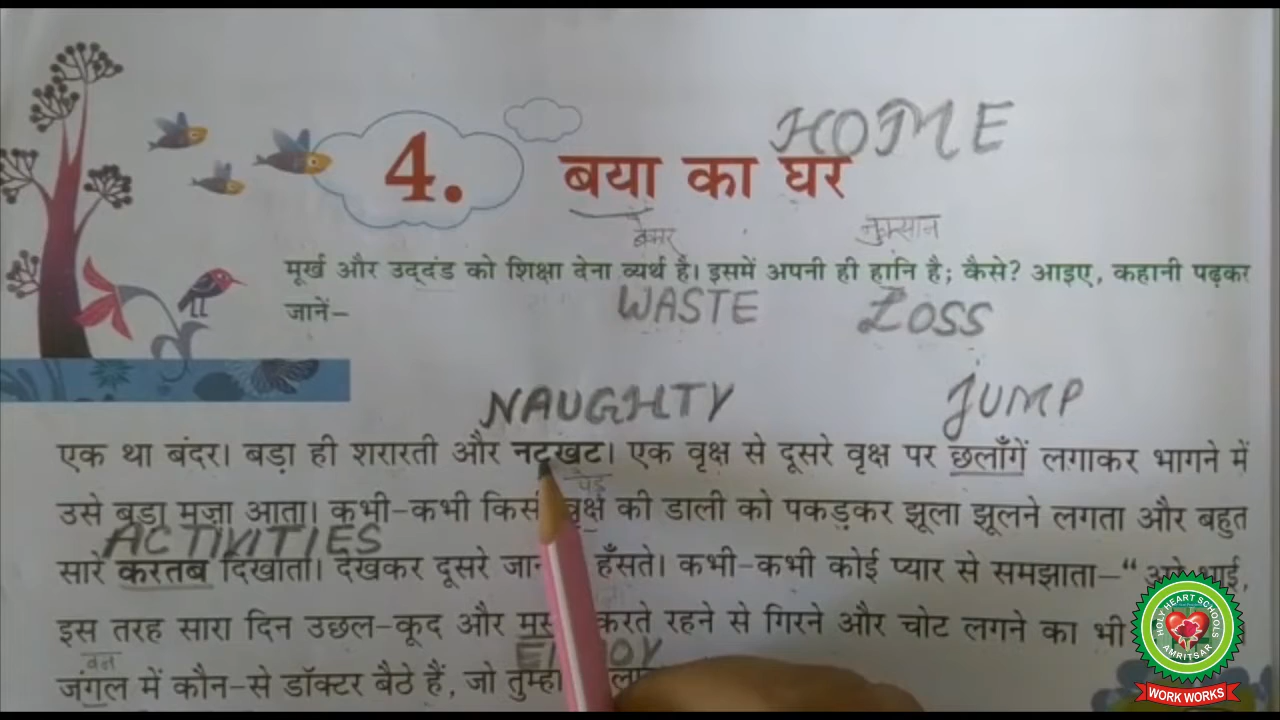 HOME
4. बया का घर
बेकार नुक्सान
मूर्ख और उद्दंड को शिक्षा देना व्यर्थ है। इसमें अपनी ही हानि है; कैसे? आइए, कहानी पढ़कर
जानें–
WASTE LOSS
NAUGHTY JUMP
एक था बंदर। बड़ा ही शरारती और नटखट। एक वृक्ष से दूसरे वृक्ष पर छलाँगें लगाकर भागने में
पेड़
उसे बड़ा मज़ा आता। कभी-कभी किसी वृक्ष की डाली को पकड़कर झूला झूलने लगता और बहुत
ACTIVITIES
सारे करतब दिखाता। देखकर दूसरे हँसते। कभी-कभी कोई प्यार से समझाता–“ अरे भाई,
इस तरह सारा दिन उछल-कूद और करते रहने से गिरने और चोट लगने का भी
वन
जंगल में कौन-से डॉक्टर बैठे हैं, जो
HOLY HEART SCHOOLS
AMRITSAR
WORK WORKS